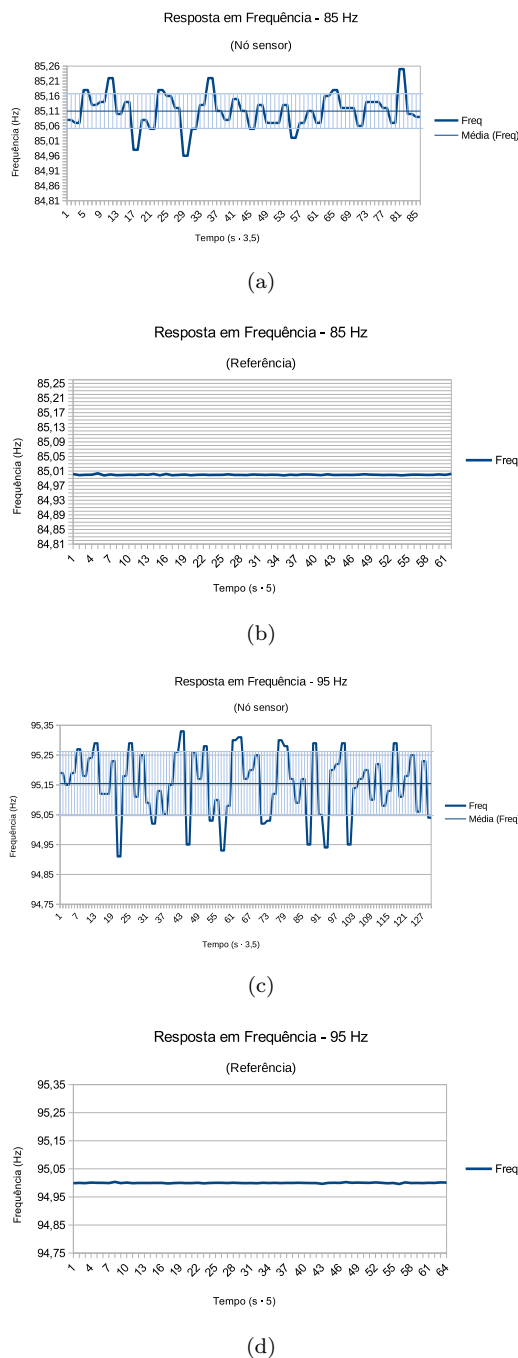 Resposta em Frequência - 85 Hz
(Nó sensor)
Frequência (Hz)
85,26
85,21
85,16
85,11
85,06
85,01
84,96
84,91
84,86
84,81
1 5 9 13 17 21 25 29 33 37 41 45 49 53 57 61 65 69 73 77 81 85
Tempo (s · 3,5)
Freq
Média (Freq)
(a)
Resposta em Frequência - 85 Hz
(Referência)
Frequência (Hz)
85,25
85,21
85,17
85,13
85,09
85,05
85,01
84,97
84,93
84,89
84,85
84,81
1 4 7 10 13 16 19 22 25 28 31 34 37 40 43 46 49 52 55 58 61
Tempo (s · 5)
Freq
(b)
Resposta em Frequência - 95 Hz
(Nó sensor)
Frequência (Hz)
95,35
95,25
95,15
95,05
94,95
94,85
94,75
1 7 13 19 25 31 37 43 49 55 61 67 73 79 85 91 97 103 109 115 121 127
Tempo (s · 3,5)
Freq
Média (Freq
(c)
Resposta em Frequência - 95 Hz
(Referência)
Frequência (Hz)
95,35
95,25
95,15
95,05
94,95
94,85
94,75
1 4 7 10 13 16 19 22 25 28 31 34 37 40 43 46 49 52 55 58 61 64
Tempo (s · 5)
Freq
(d)